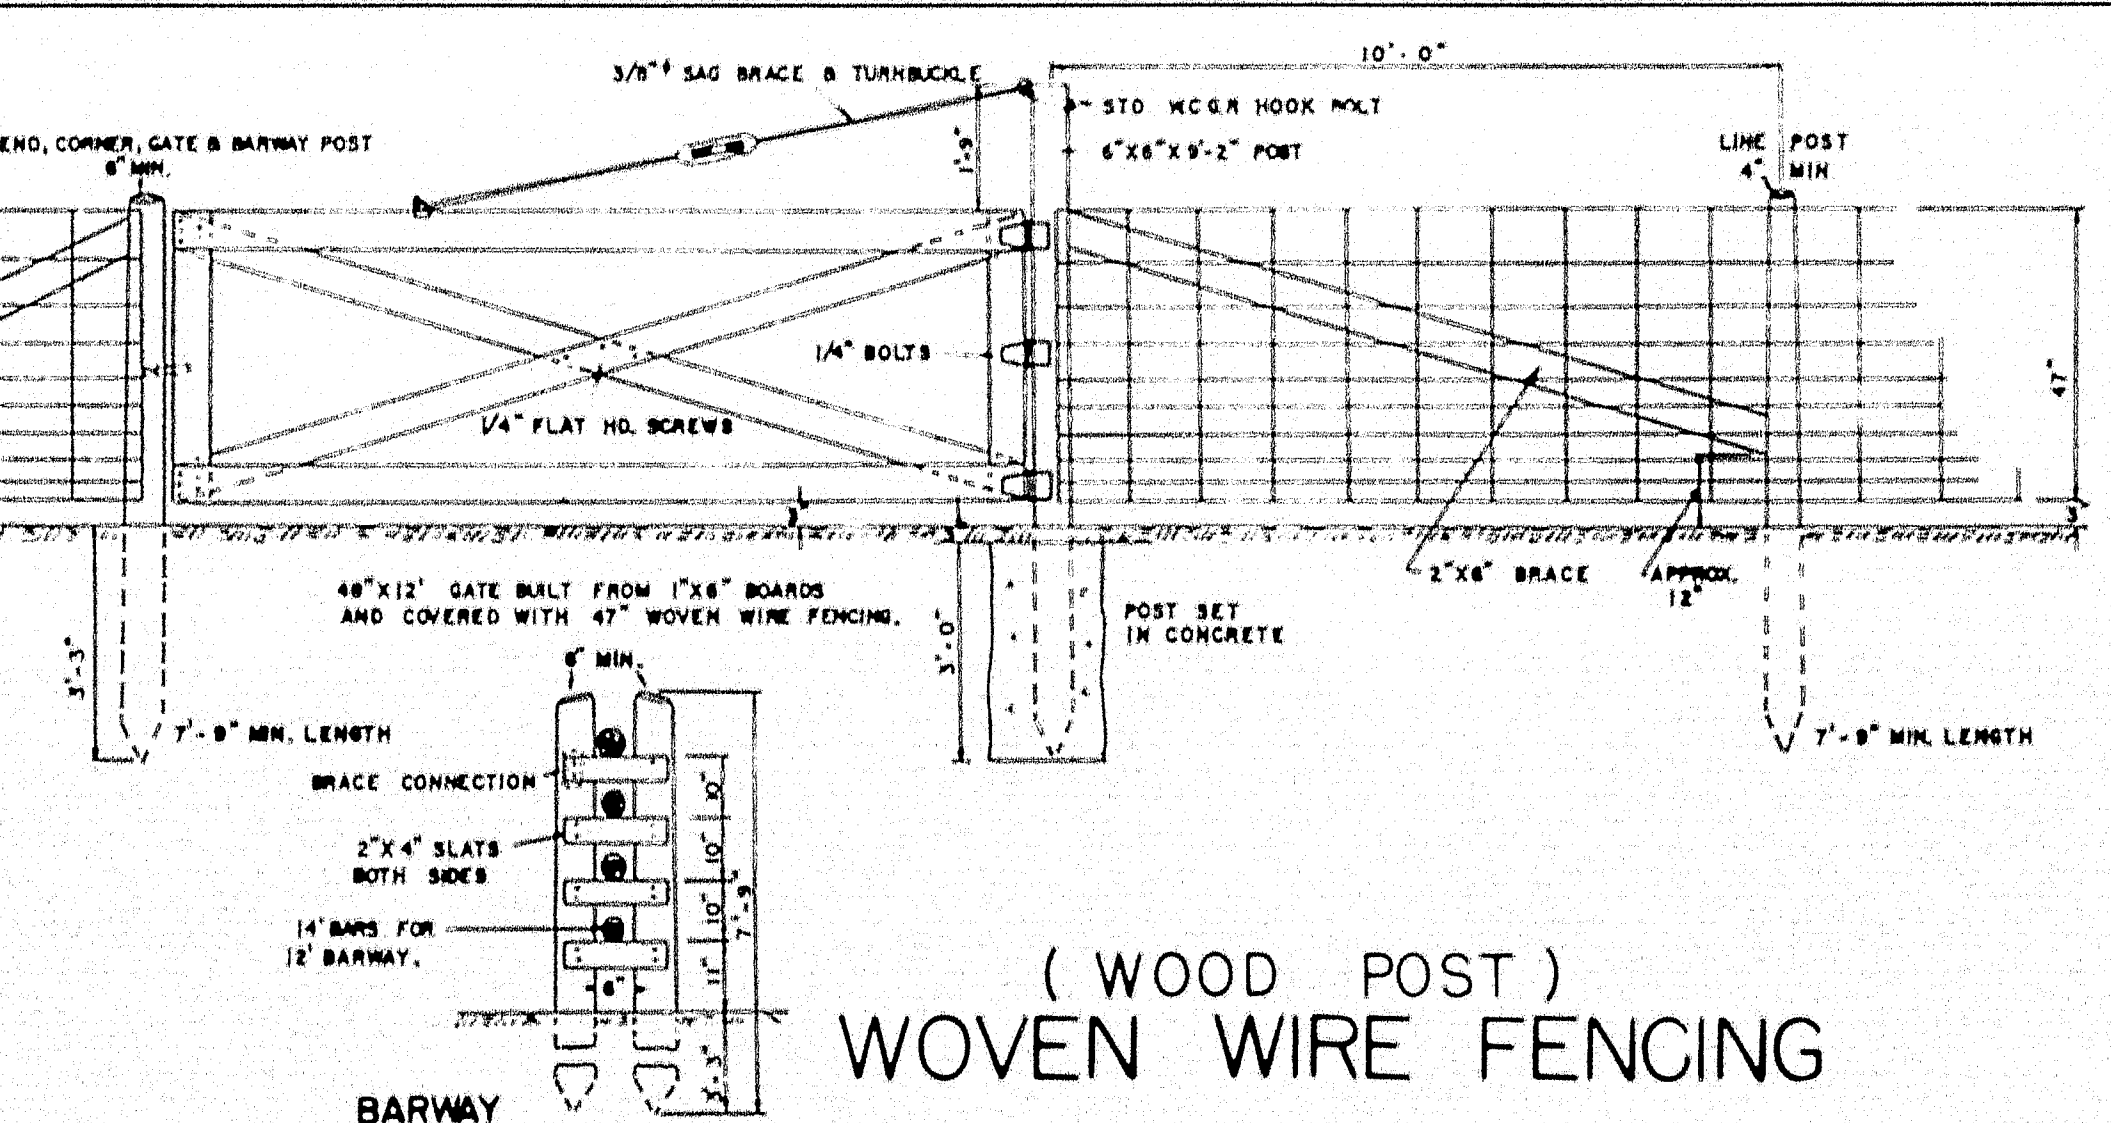 10'-0"
3/8"⌀ SAG BRACE & TURNBUCKLE
STD W.C.G.R HOOK BOLT
END, CORNER, GATE & BARWAY POST
6" MIN.
1'-9"
6"X6"X9'-2" POST
LINE POST
4" MIN
1/4" BOLTS
47"
1/4" FLAT HD. SCREWS
3"
3"
2"X6" BRACE
APPROX.
12"
48"X12' GATE BUILT FROM 1"X6" BOARDS
AND COVERED WITH 47" WOVEN WIRE FENCING.
POST SET
IN CONCRETE
3'-3"
3'-0"
6" MIN.
7'-9" MIN. LENGTH
7'-9" MIN. LENGTH
BRACE CONNECTION
10"
2"X4" SLATS
BOTH SIDES
10"
10"
7'-9"
14' BARS FOR
12' BARWAY.
11"
6"
3'-3"
(WOOD POST)
WOVEN WIRE FENCING
BARWAY